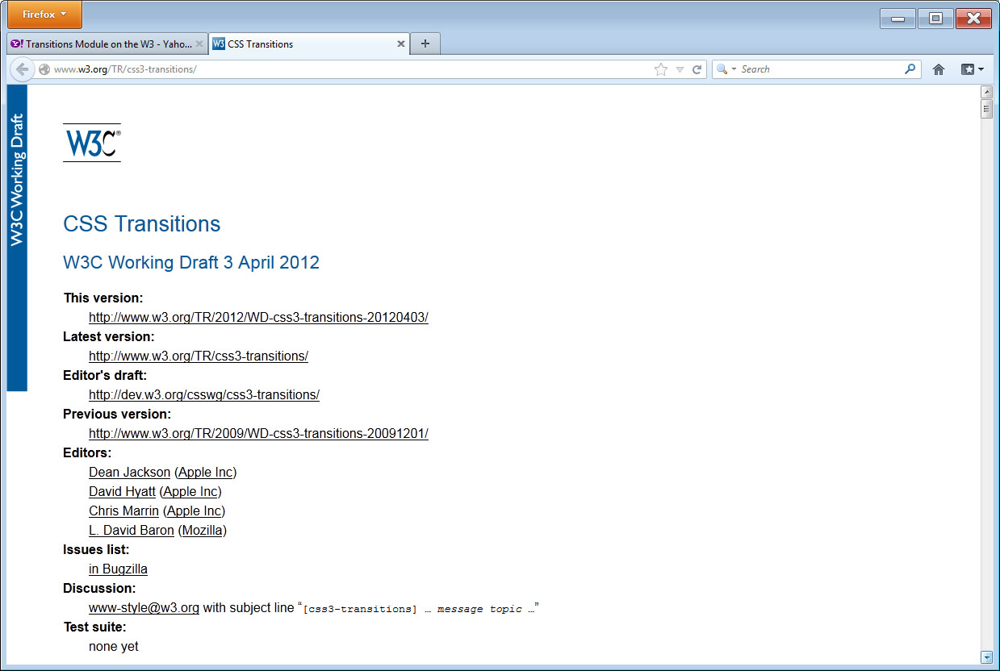 Firefox
Transitions Module on the W3 - Yaho...
W3 CSS Transitions
www.w3.org/TR/css3-transitions/
Search
W3C Working Draft
W3C®
CSS Transitions
W3C Working Draft 3 April 2012
This version:
http://www.w3.org/TR/2012/WD-css3-transitions-20120403/
Latest version:
http://www.w3.org/TR/css3-transitions/
Editor's draft:
http://dev.w3.org/csswg/css3-transitions/
Previous version:
http://www.w3.org/TR/2009/WD-css3-transitions-20091201/
Editors:
Dean Jackson (Apple Inc)
David Hyatt (Apple Inc)
Chris Marrin (Apple Inc)
L. David Baron (Mozilla)
Issues list:
in Bugzilla
Discussion:
www-style@w3.org with subject line “[css3-transitions] … message topic …”
Test suite:
none yet